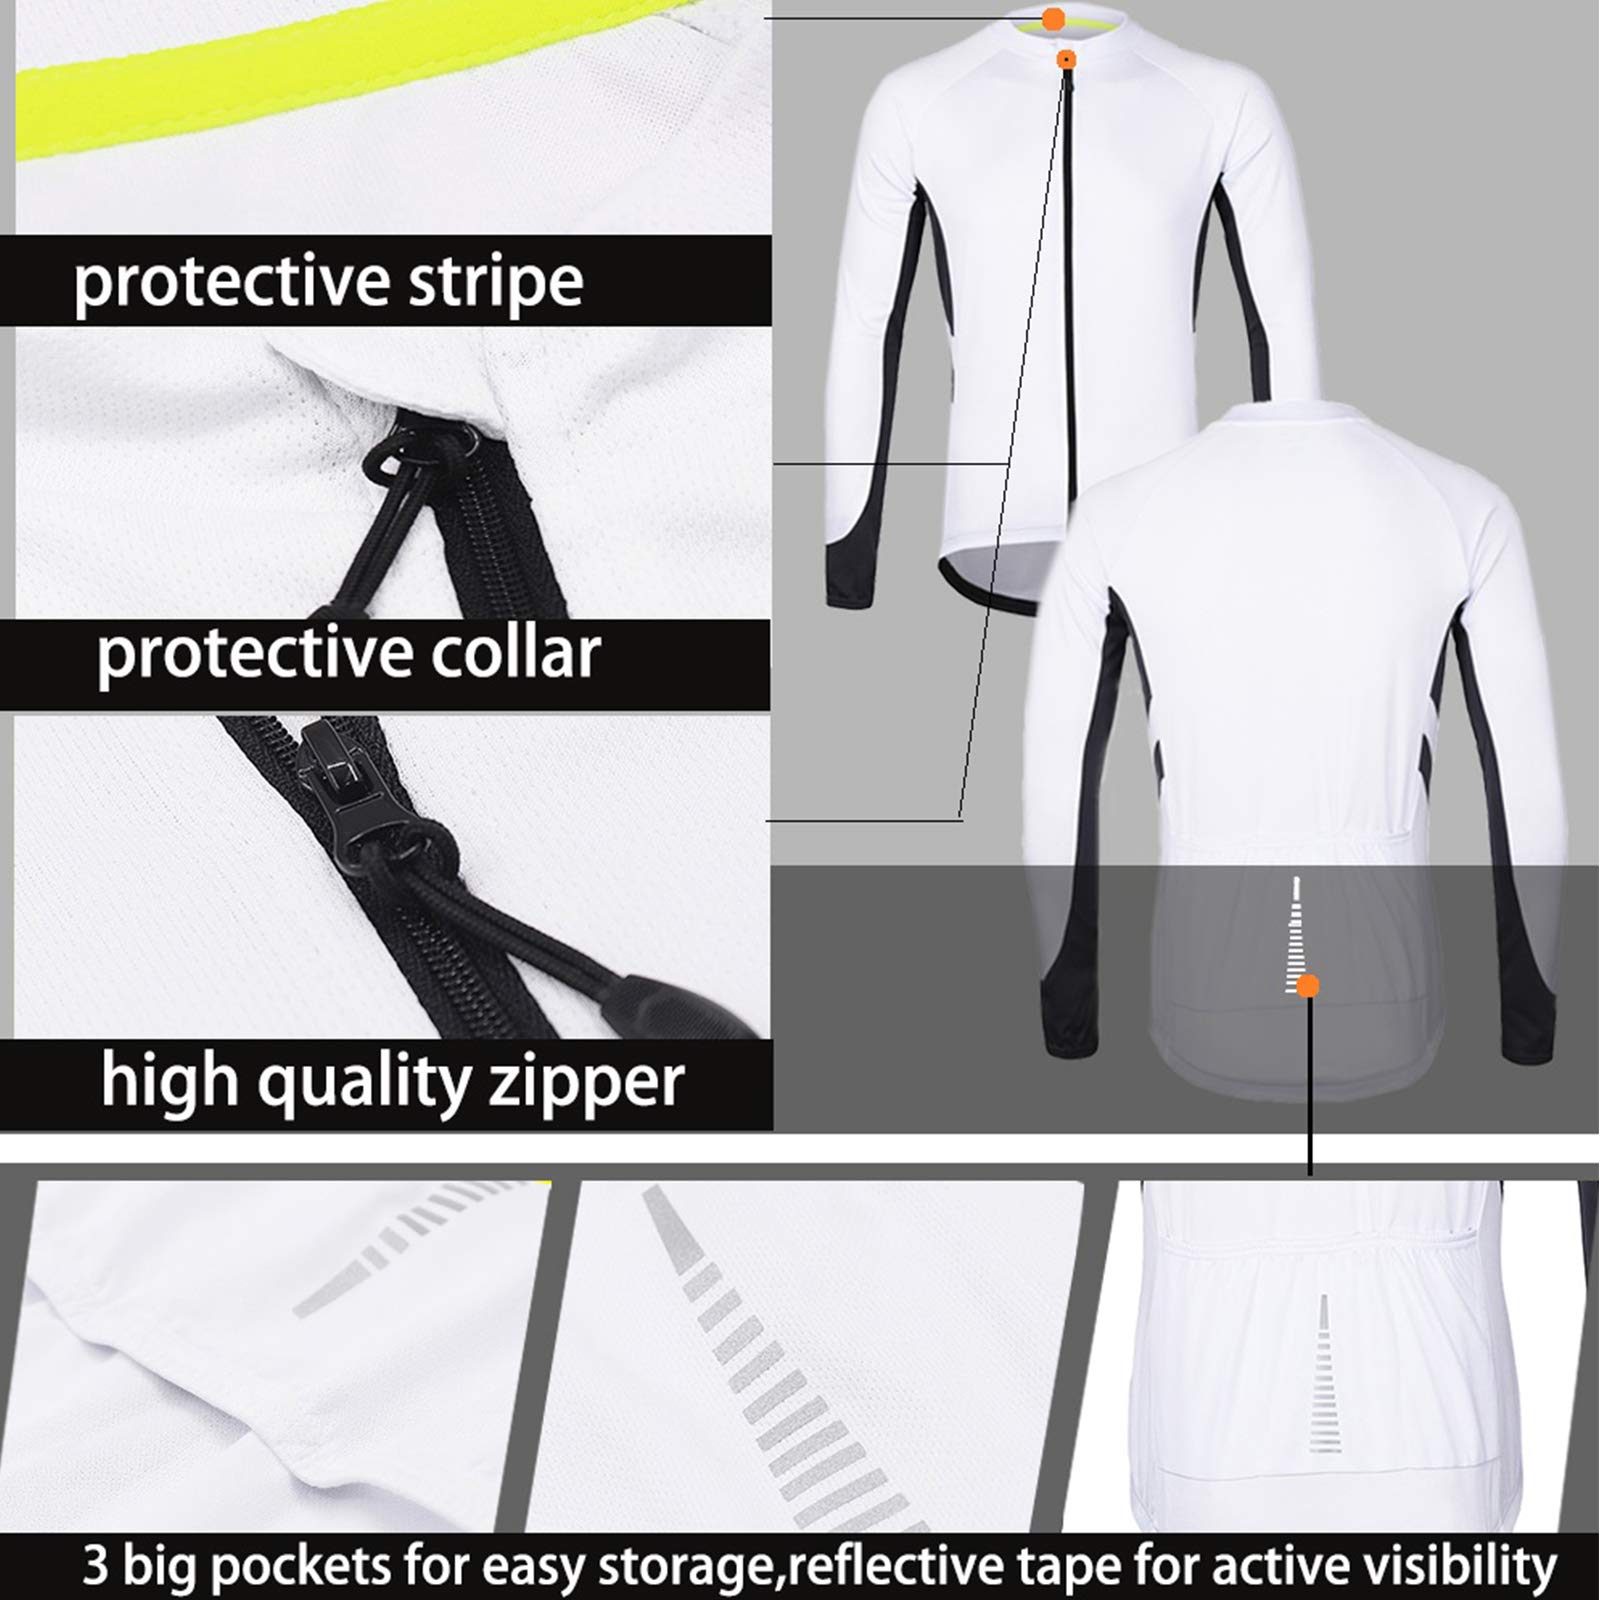 protective stripe
protective collar
high quality zipper
3 big pockets for easy storage,reflective tape for active visibility